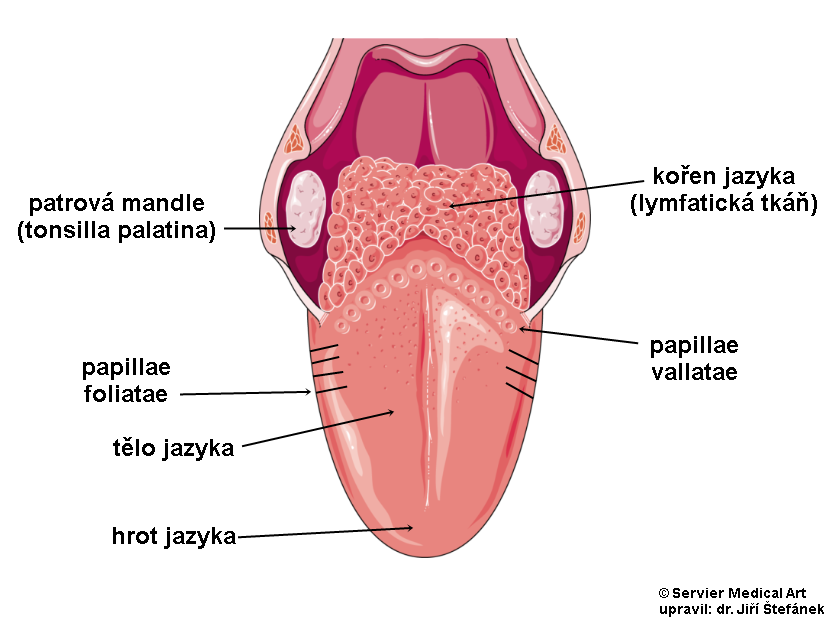 patrová mandle
(tonsilla palatina)
kořen jazyka
(lymfatická tkáň)
papillae
foliatae
papillae
vallatae
tělo jazyka
hrot jazyka
© Servier Medical Art
upravil: dr. Jiří Štefánek